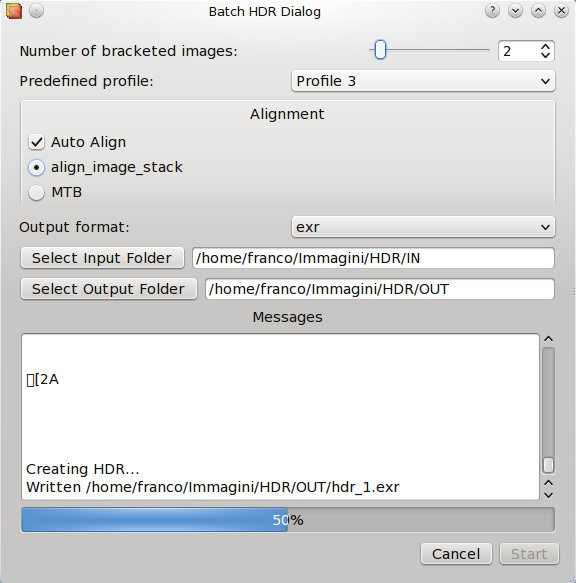 Batch HDR Dialog
Number of bracketed images: 2
Predefined profile: Profile 3
Alignment
Auto Align
align_image_stack
MTB
Output format: exr
Select Input Folder /home/franco/Immagini/HDR/IN
Select Output Folder /home/franco/Immagini/HDR/OUT
Messages
▯[2A
Creating HDR...
Written /home/franco/Immagini/HDR/OUT/hdr_1.exr
50%
Cancel Start